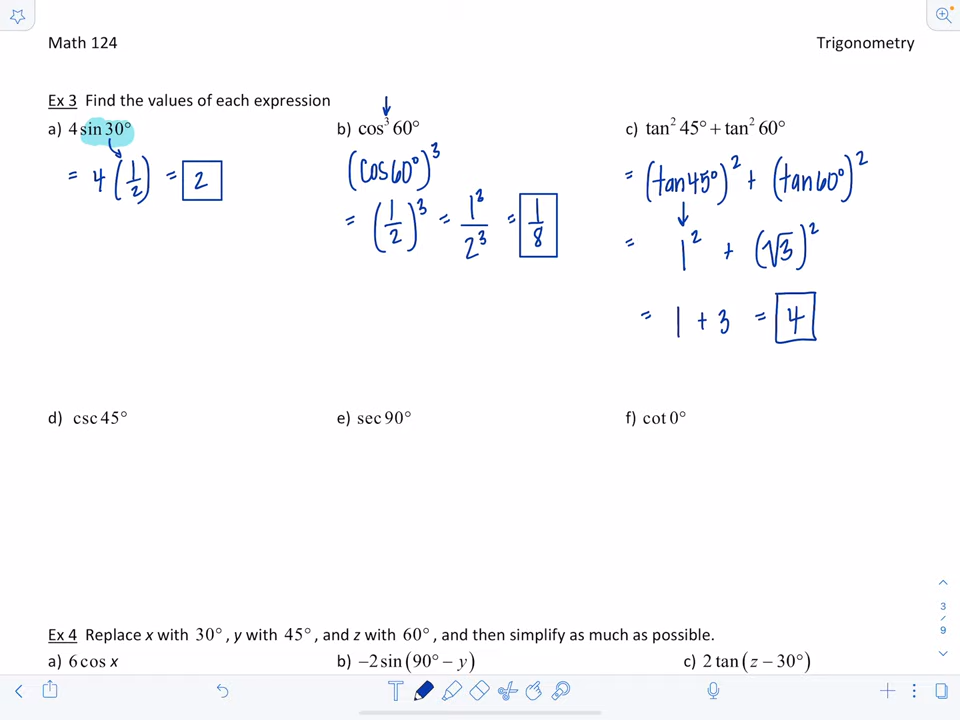 Math 124 Trigonometry
Ex 3 Find the values of each expression
a) 4 sin 30° b) cos³ 60° c) tan² 45° + tan² 60°
= 4 (1/2) = 2
(cos 60°)³
= (1/2)³ = 1³/2³ = 1/8
= (tan 45°)² + (tan 60°)²
= 1² + (√3)²
= 1 + 3 = 4
d) csc 45° e) sec 90° f) cot 0°
Ex 4 Replace x with 30°, y with 45°, and z with 60°, and then simplify as much as possible.
a) 6 cos x b) −2 sin (90° − y) c) 2 tan (z − 30°)
3
/
9
T